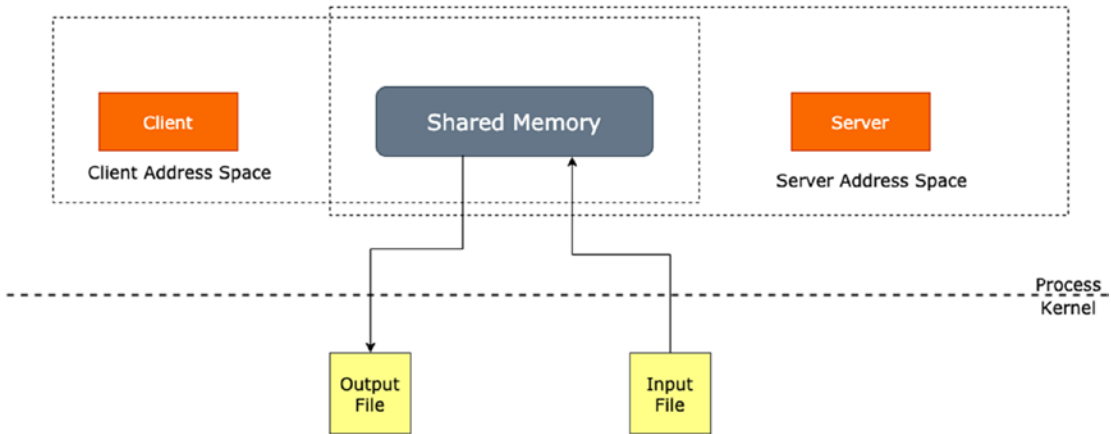 Client
Shared Memory
Server
Client Address Space
Server Address Space
Process
Kernel
Output
File
Input
File